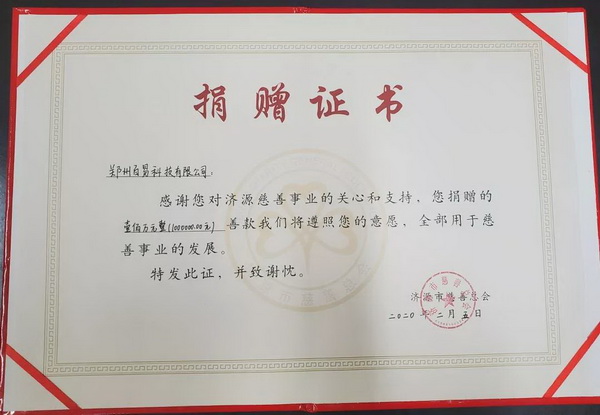 捐赠证书
郑州百易科技有限公司:
感谢您对济源慈善事业的关心和支持，您捐赠的
壹佰万元整(1000000.00元) 善款我们将遵照您的意愿，全部用于慈
善事业的发展。
特发此证，并致谢忱。
济源市慈善总会
2020年二月五日